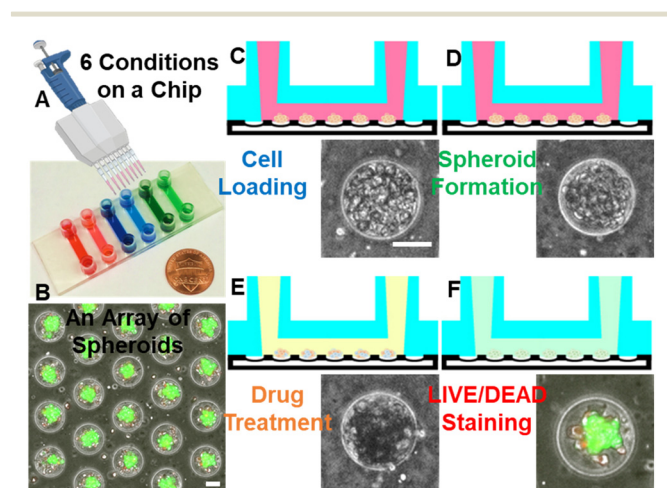 A
6 Conditions
on a Chip
B
An Array of
Spheroids
C
Cell
Loading
D
Spheroid
Formation
E
Drug
Treatment
F
LIVE/DEAD
Staining